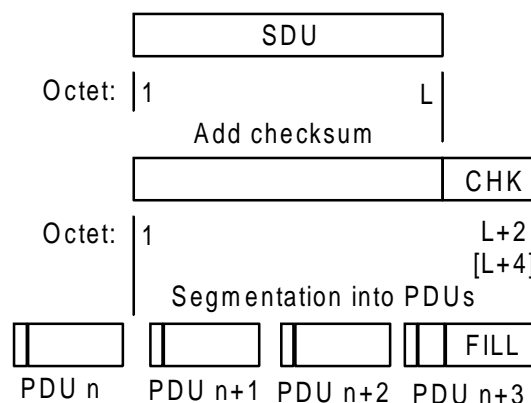 SDU
Octet: 1 L
Add checksum
CHK
Octet: 1 L+2
[L+4]
Segmentation into PDUs
FILL
PDU n PDU n+1 PDU n+2 PDU n+3